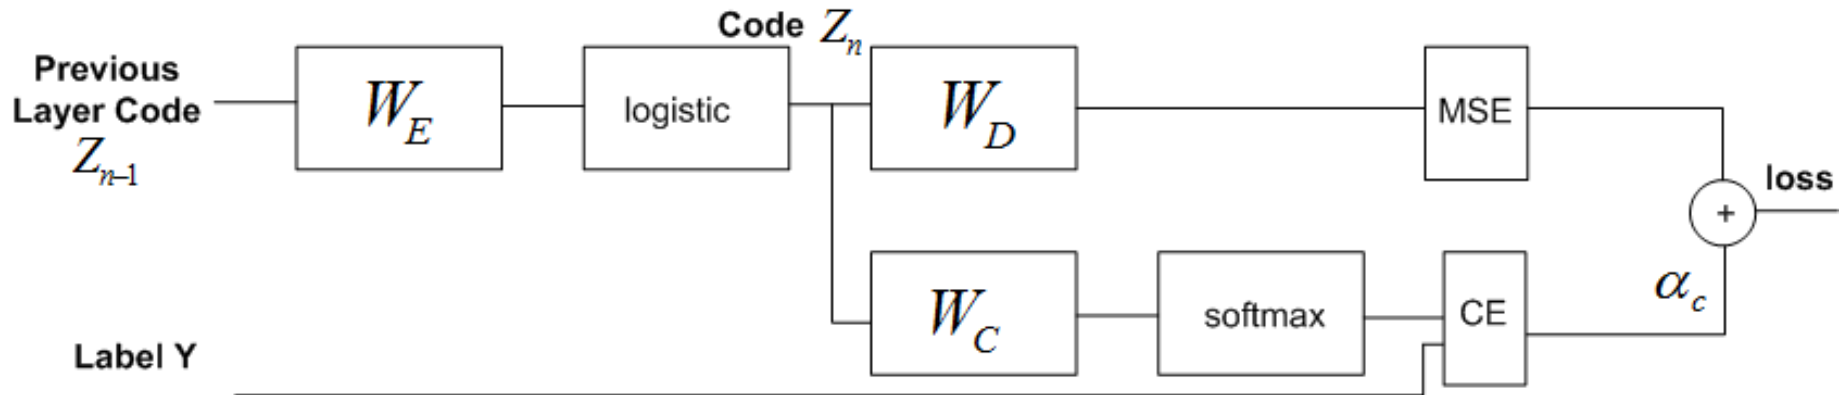 Code Z_n
Previous
Layer Code
Z_{n-1}
W_E
logistic
W_D
MSE
loss
+
W_C
softmax
CE
α_c
Label Y